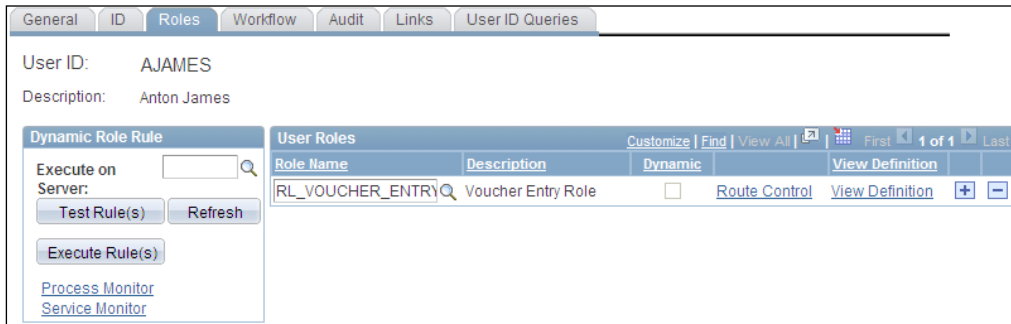 General ID Roles Workflow Audit Links User ID Queries
User ID: AJAMES
Description: Anton James
Dynamic Role Rule
Execute on
Server:
Test Rule(s) Refresh
Execute Rule(s)
Process Monitor
Service Monitor
User Roles Customize | Find | View All | | First 1 of 1 Last
Role Name Description Dynamic View Definition
RL_VOUCHER_ENTRY Voucher Entry Role Route Control View Definition + −